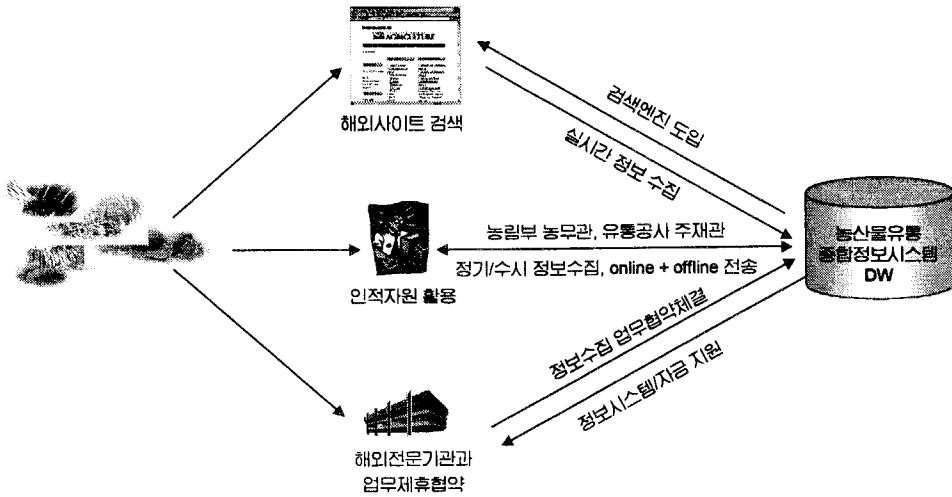 해외사이트 검색
검색엔진 도입
실시간 정보 수집
농림부 농무관, 유통공사 주재관
정기/수시 정보수집, online + offline 전송
인적자원 활용
농산물유통
종합정보시스템
DW
정보수집 업무협약체결
정보시스템/자금 지원
해외전문기관과
업무제휴협약